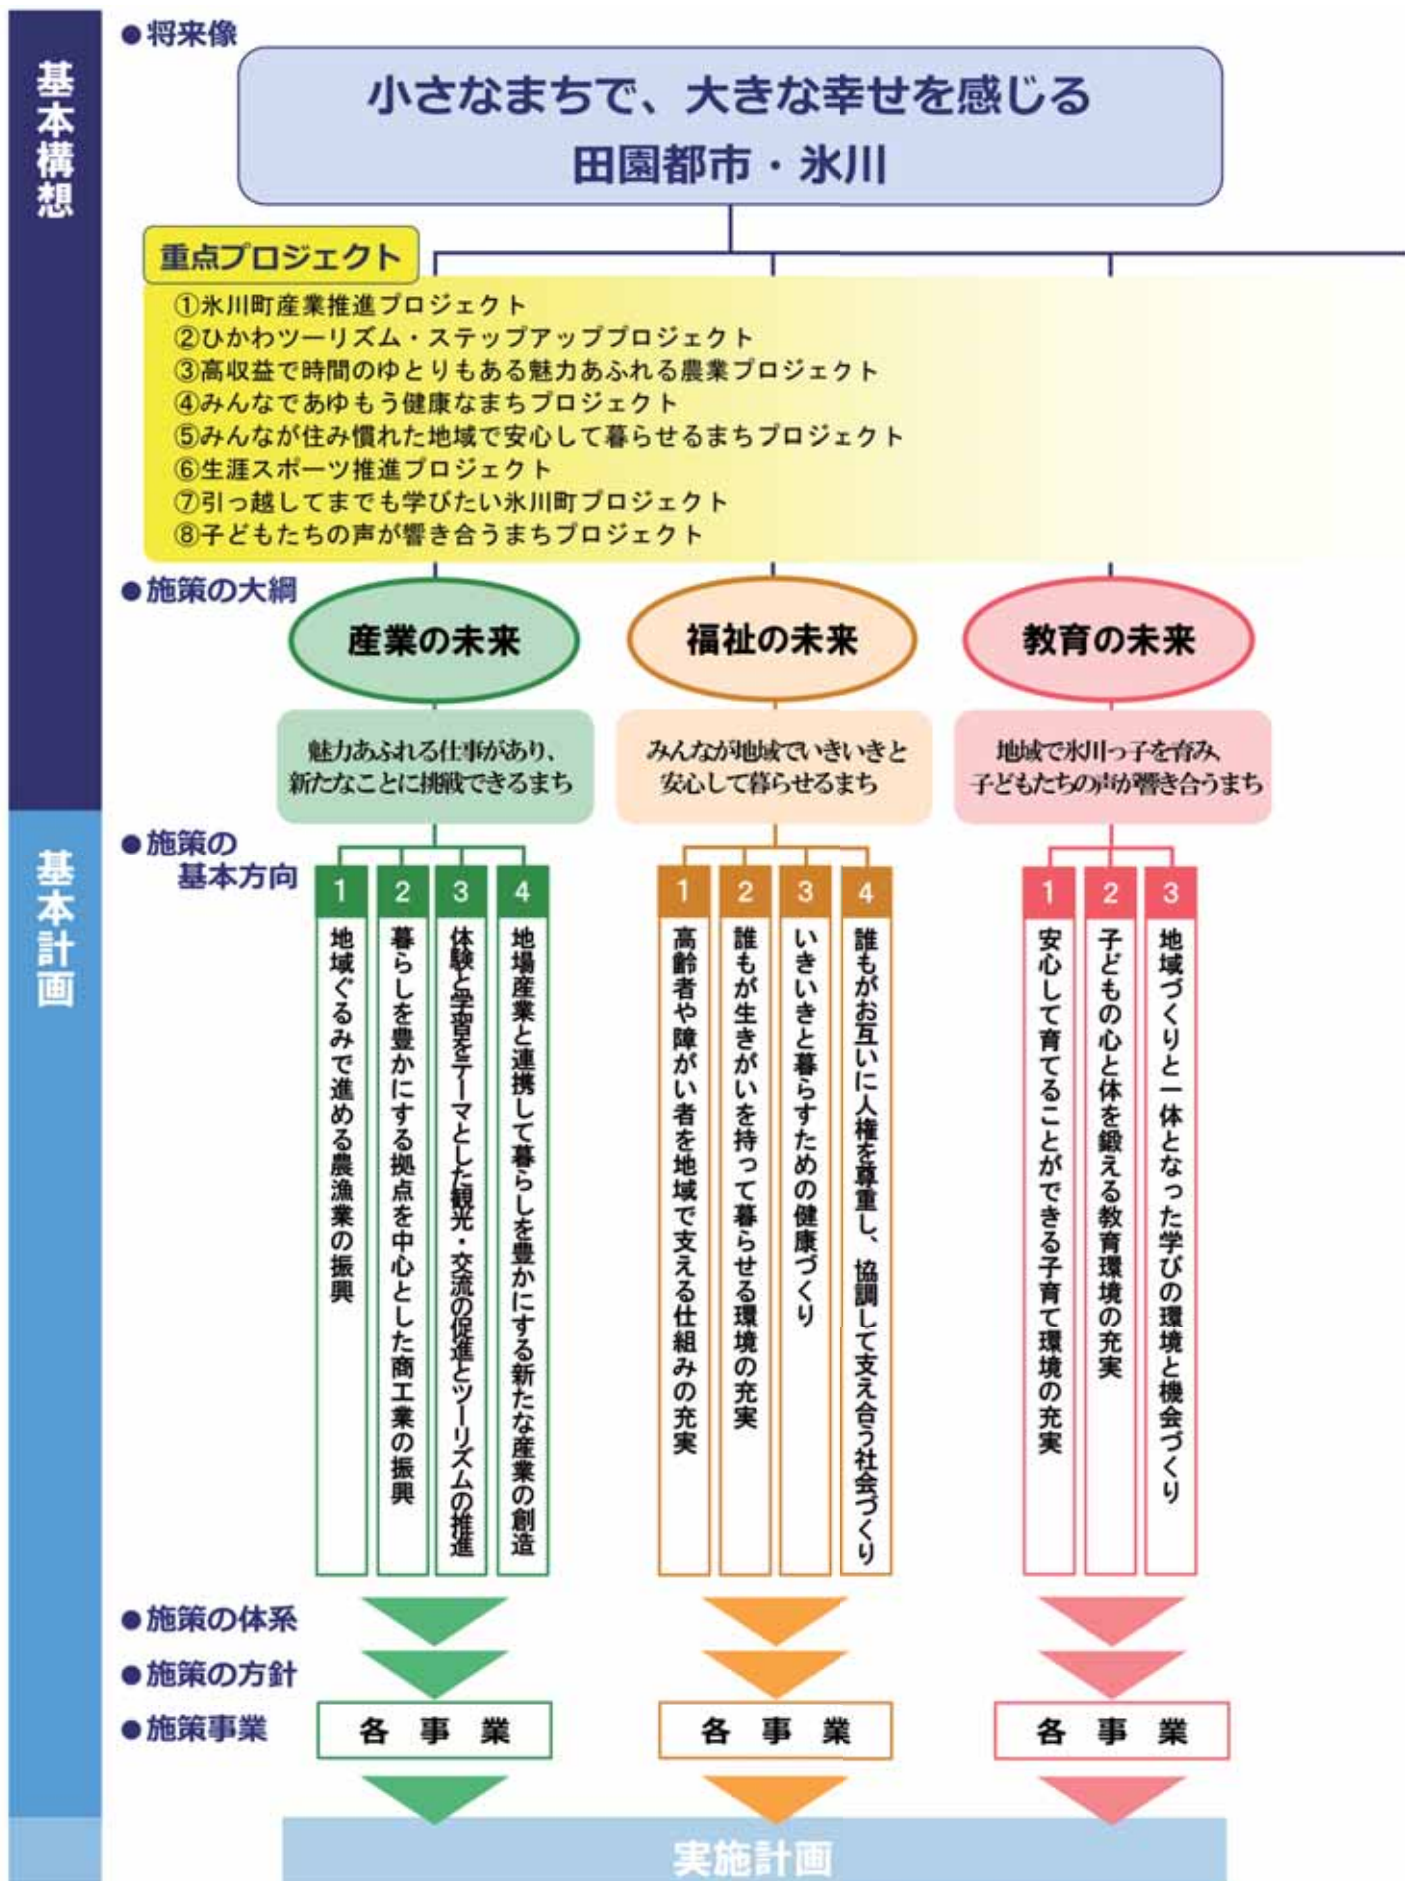 基本構想
●将来像
小さなまちで、大きな幸せを感じる
田園都市・氷川
重点プロジェクト
①氷川町産業推進プロジェクト
②ひかわツーリズム・ステップアッププロジェクト
③高収益で時間のゆとりもある魅力あふれる農業プロジェクト
④みんなであゆもう健康なまちプロジェクト
⑤みんなが住み慣れた地域で安心して暮らせるまちプロジェクト
⑥生涯スポーツ推進プロジェクト
⑦引っ越してまでも学びたい氷川町プロジェクト
⑧子どもたちの声が響き合うまちプロジェクト
●施策の大綱
産業の未来
魅力あふれる仕事があり、
新たなことに挑戦できるまち
福祉の未来
みんなが地域でいきいきと
安心して暮らせるまち
教育の未来
地域で氷川っ子を育み、
子どもたちの声が響き合うまち
基本計画
●施策の
基本方向
1
地域ぐるみで進める農漁業の振興
2
暮らしを豊かにする拠点を中心とした商工業の振興
3
体験と学習をテーマとした観光・交流の促進とツーリズムの推進
4
地場産業と連携して暮らしを豊かにする新たな産業の創造
1
高齢者や障がい者を地域で支える仕組みの充実
2
誰もが生きがいを持って暮らせる環境の充実
3
いきいきと暮らすための健康づくり
4
誰もがお互いに人権を尊重し、協調して支え合う社会づくり
1
安心して育てることができる子育て環境の充実
2
子どもの心と体を鍛える教育環境の充実
3
地域づくりと一体となった学びの環境と機会づくり
●施策の体系
●施策の方針
●施策事業
各事業
各事業
各事業
実施計画